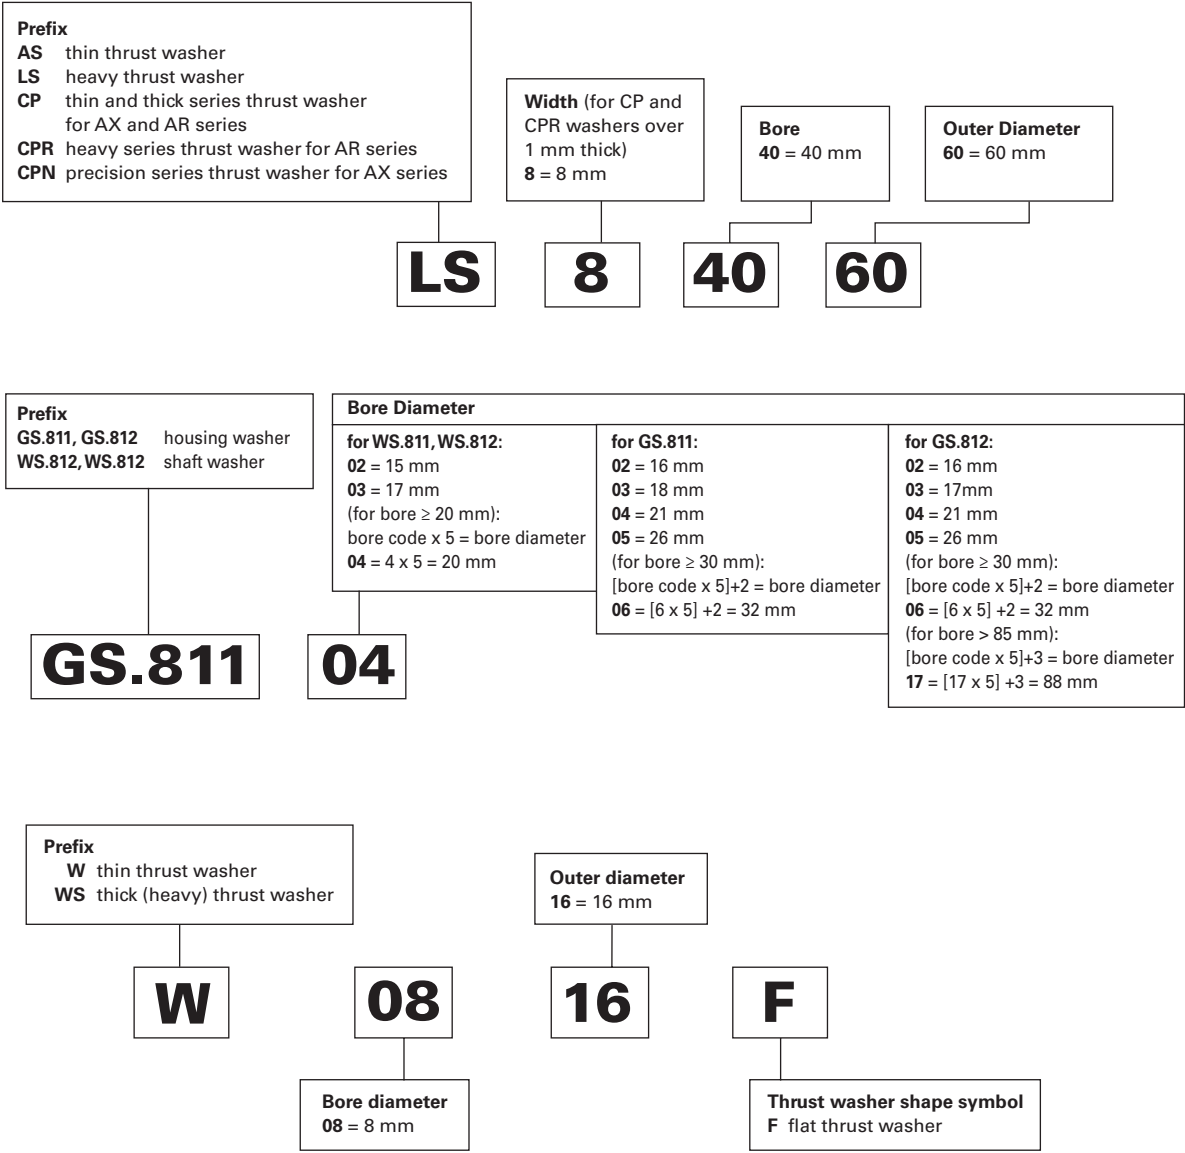 Prefix
AS thin thrust washer
LS heavy thrust washer
CP thin and thick series thrust washer
for AX and AR series
CPR heavy series thrust washer for AR series
CPN precision series thrust washer for AX series
Width (for CP and
CPR washers over
1 mm thick)
8 = 8 mm
Bore
40 = 40 mm
Outer Diameter
60 = 60 mm
LS 8 40 60
Prefix
GS.811, GS.812 housing washer
WS.812, WS.812 shaft washer
Bore Diameter
for WS.811, WS.812:
02 = 15 mm
03 = 17 mm
(for bore ≥ 20 mm):
bore code x 5 = bore diameter
04 = 4 x 5 = 20 mm
for GS.811:
02 = 16 mm
03 = 18 mm
04 = 21 mm
05 = 26 mm
(for bore ≥ 30 mm):
[bore code x 5]+2 = bore diameter
06 = [6 x 5] +2 = 32 mm
for GS.812:
02 = 16 mm
03 = 17mm
04 = 21 mm
05 = 26 mm
(for bore ≥ 30 mm):
[bore code x 5]+2 = bore diameter
06 = [6 x 5] +2 = 32 mm
(for bore > 85 mm):
[bore code x 5]+3 = bore diameter
17 = [17 x 5] +3 = 88 mm
GS.811 04
Prefix
W thin thrust washer
WS thick (heavy) thrust washer
Outer diameter
16 = 16 mm
W 08 16 F
Bore diameter
08 = 8 mm
Thrust washer shape symbol
F flat thrust washer